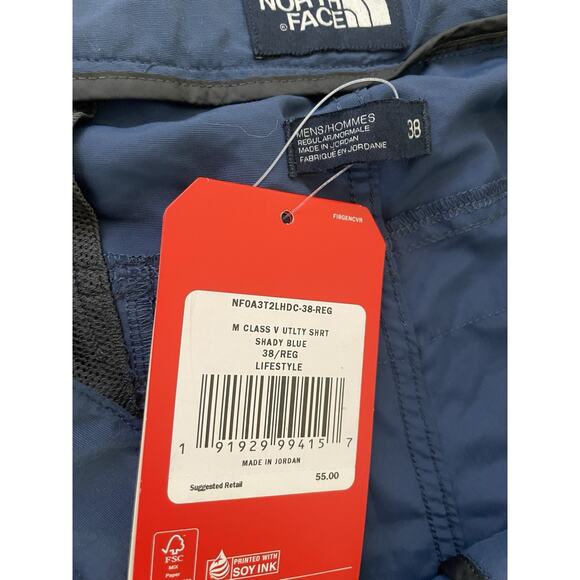 NORTH
FACE
MENS/HOMMES
REGULAR/NORMALE
MADE IN JORDAN
FABRIQUÉ EN JORDANIE
38
F18GENCVR
NF0A3T2LHDC-38-REG
M CLASS V UTLTY SHRT
SHADY BLUE
38/REG
LIFESTYLE
1 91929 99415 7
MADE IN JORDAN
Suggested Retail 55.00
FSC
MIX
Paper
PRINTED WITH
SOY INK